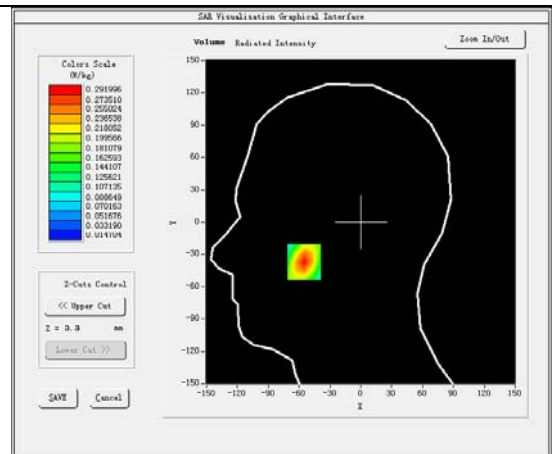 SAR Visualisation Graphical Interface
Volume Radiated Intensity
Zoom In/Out
Colors Scale
(W/kg)
0.291996
0.273510
0.255024
0.236538
0.218052
0.199566
0.181079
0.162593
0.144107
0.125621
0.107135
0.088649
0.070163
0.051676
0.033190
0.014704
150
120
90
60
30
0
-30
-60
-90
-120
-150
Y
-150 -120 -90 -60 -30 0 30 60 90 120 150
X
Z-Cuts Control
<< Upper Cut
Z = 3.3 mm
Lower Cut >>
SAVE Cancel